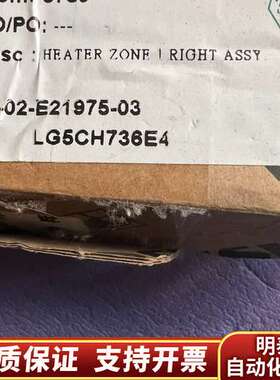 O/PO: ---
sc : HEATER ZONE 1 RIGHT ASSY
-02-E21975-03
LG5CH736E4
质保证 支持开票
明
自动化